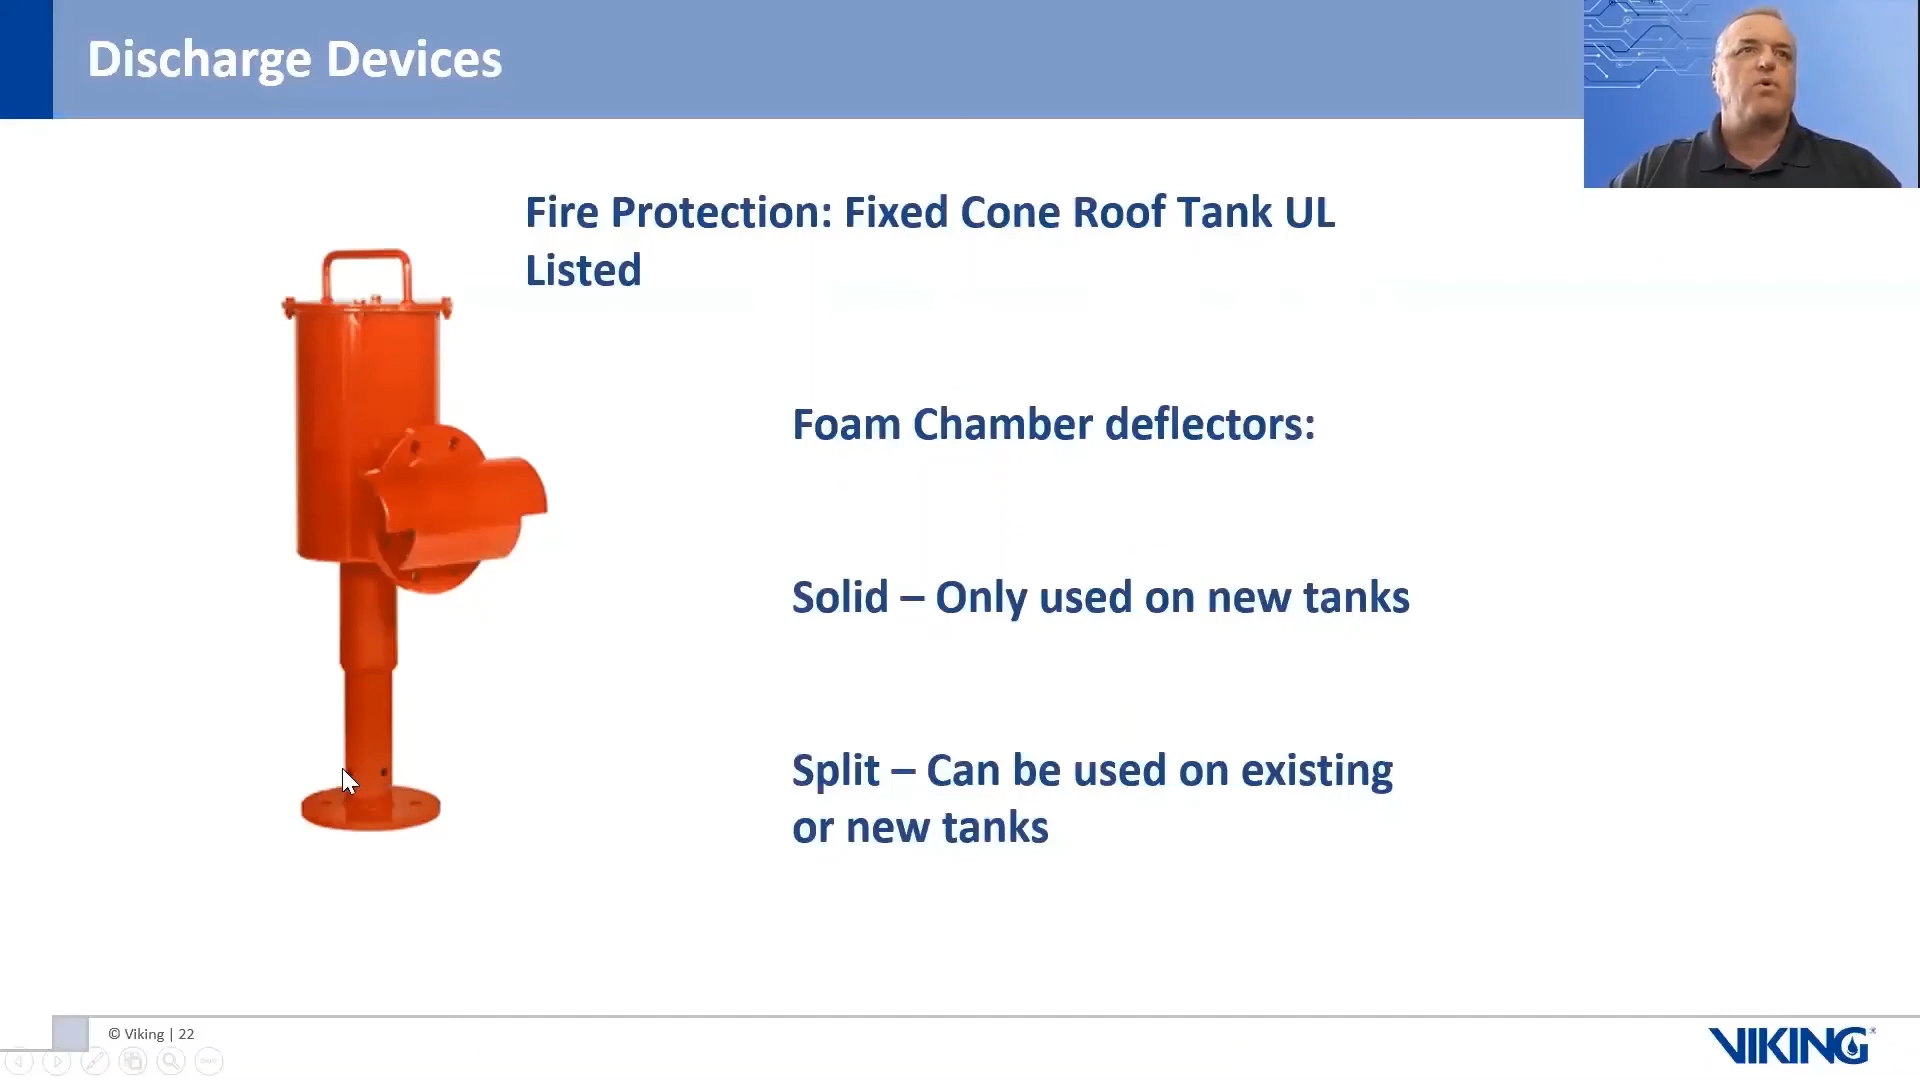 Discharge Devices
Fire Protection: Fixed Cone Roof Tank UL
Listed
Foam Chamber deflectors:
Solid – Only used on new tanks
Split – Can be used on existing
or new tanks
© Viking | 22
VIKING®